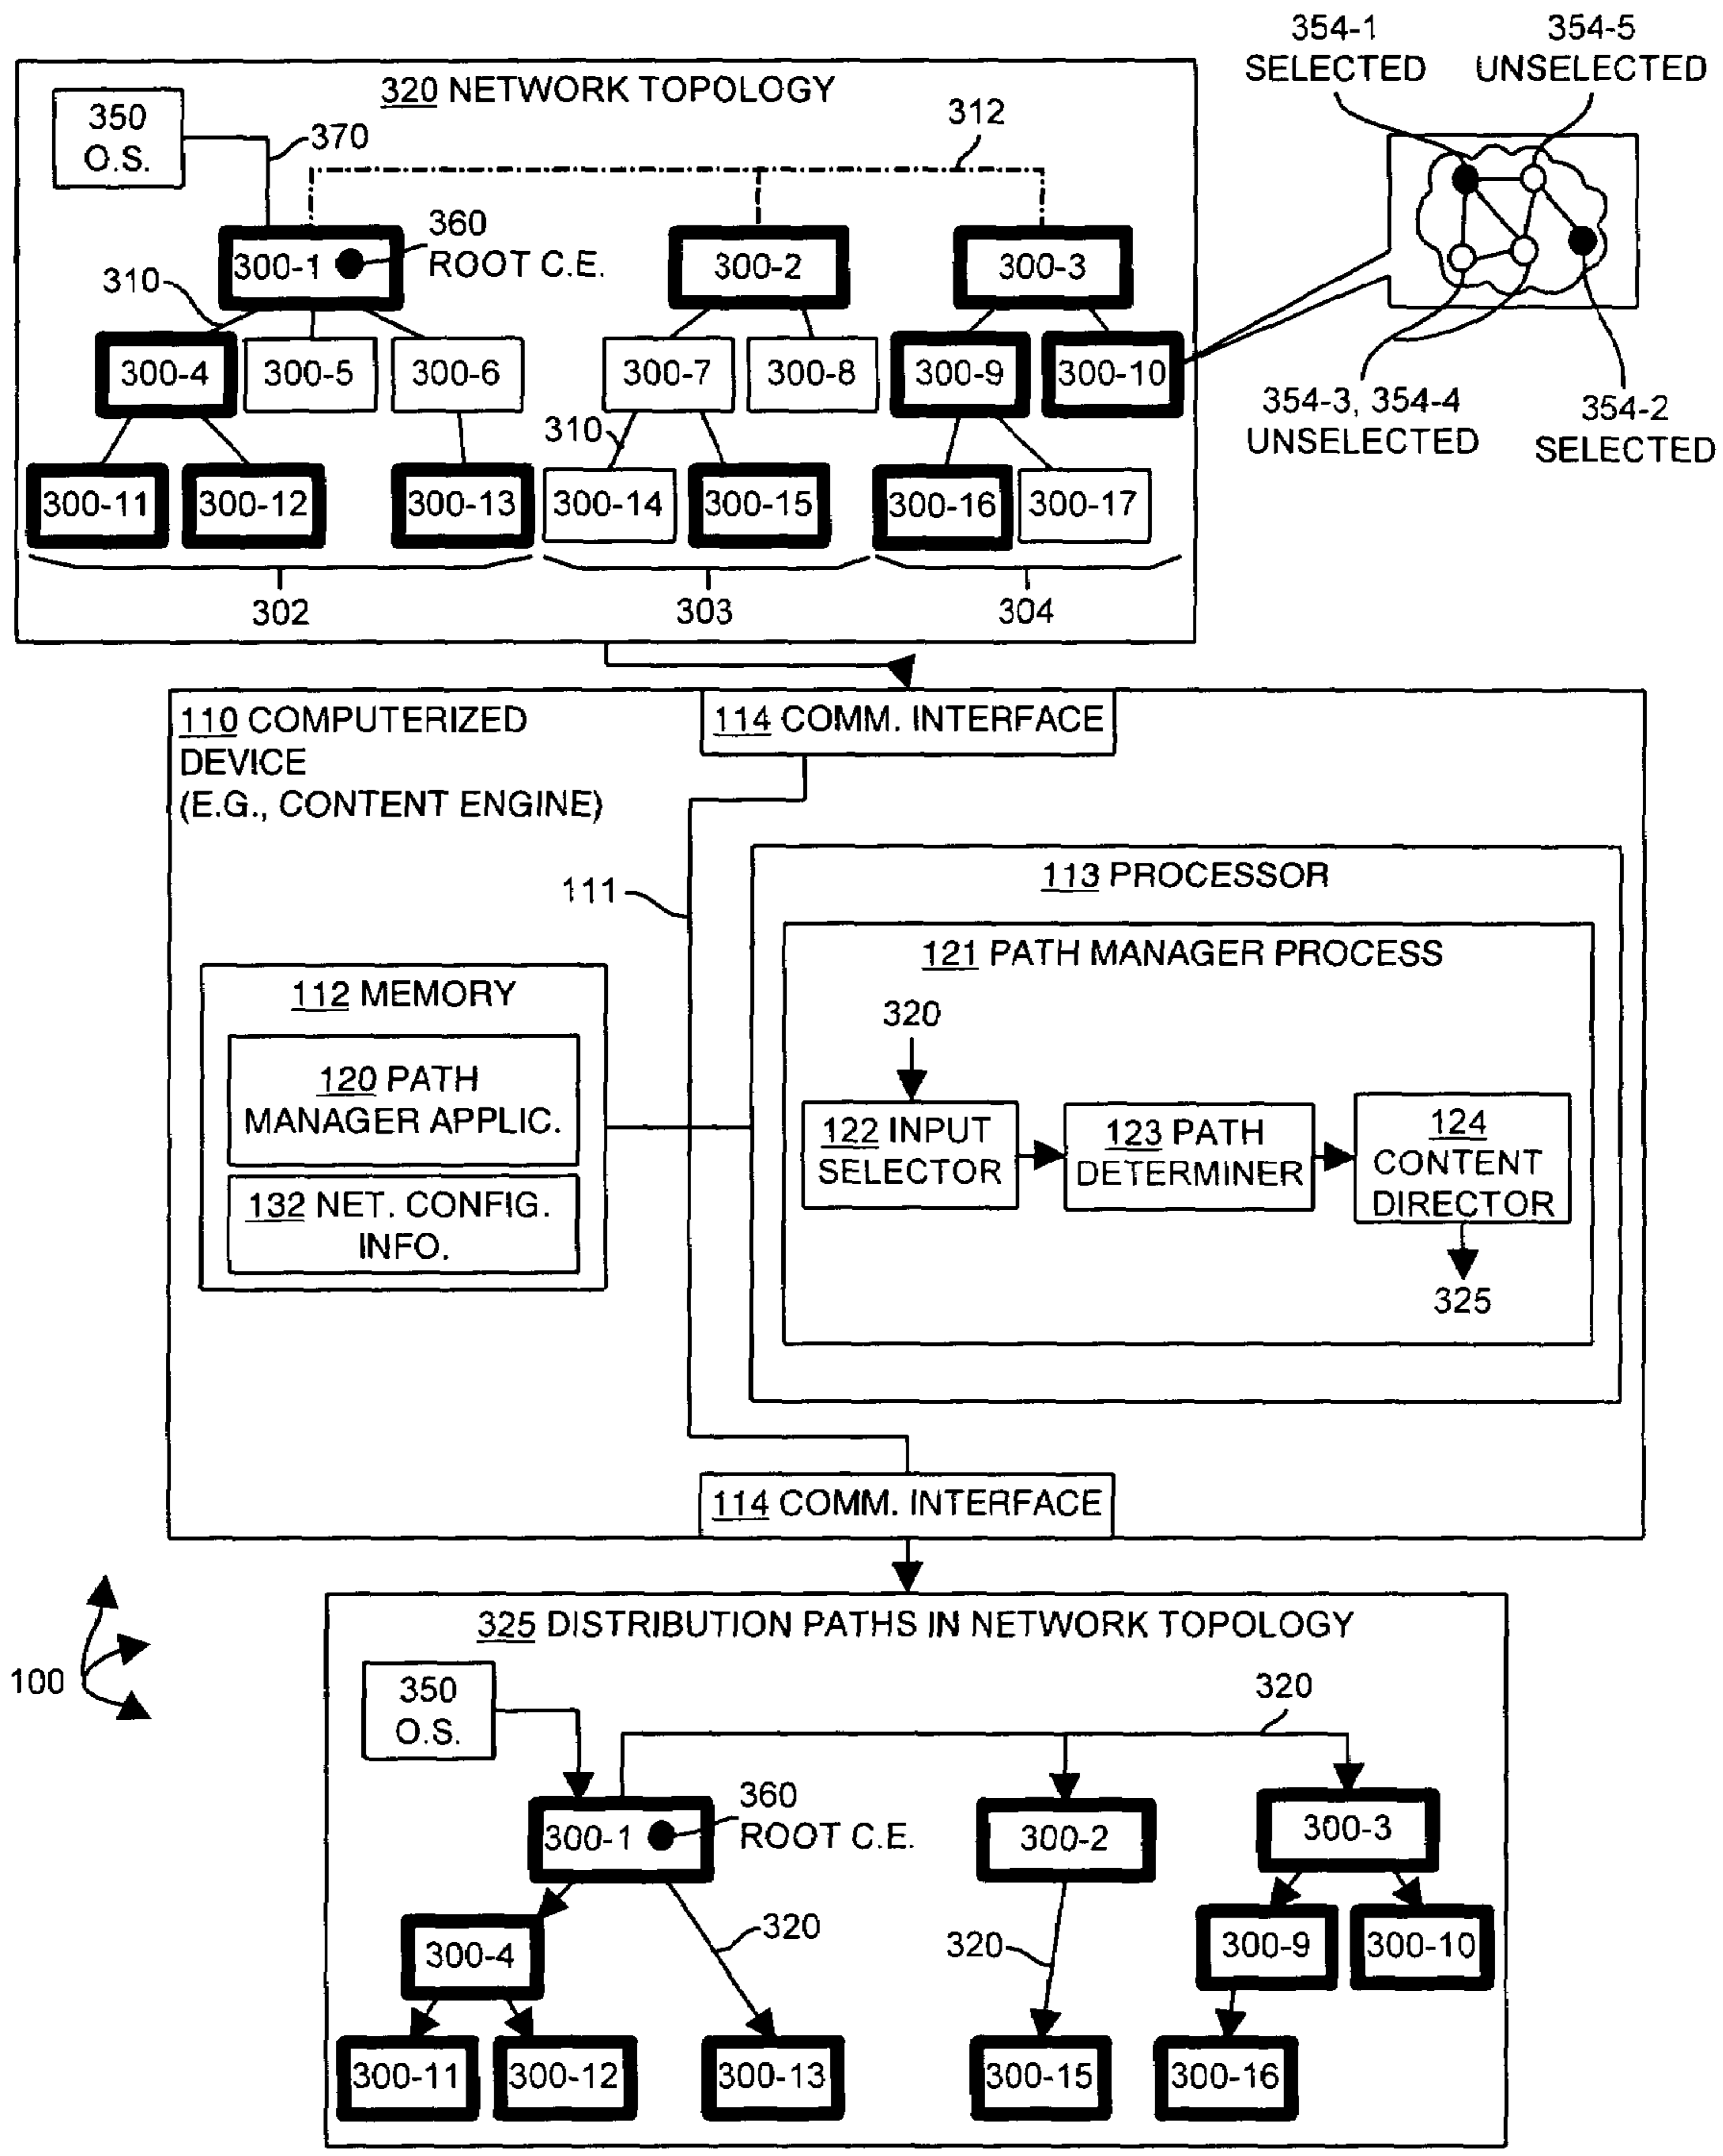 354-1
SELECTED
354-5
UNSELECTED
320 NETWORK TOPOLOGY
350
O.S.
370
312
300-1
360
ROOT C.E.
300-2
300-3
310
300-4
300-5
300-6
300-7
300-8
300-9
300-10
354-3, 354-4
UNSELECTED
354-2
SELECTED
310
300-11
300-12
300-13
300-14
300-15
300-16
300-17
302
303
304
110 COMPUTERIZED
DEVICE
(E.G., CONTENT ENGINE)
114 COMM. INTERFACE
111
113 PROCESSOR
121 PATH MANAGER PROCESS
112 MEMORY
120 PATH
MANAGER APPLIC.
132 NET. CONFIG.
INFO.
320
122 INPUT
SELECTOR
123 PATH
DETERMINER
124
CONTENT
DIRECTOR
325
114 COMM. INTERFACE
100
325 DISTRIBUTION PATHS IN NETWORK TOPOLOGY
350
O.S.
320
300-1
360
ROOT C.E.
300-2
300-3
320
320
300-4
300-9
300-10
300-11
300-12
300-13
300-15
300-16